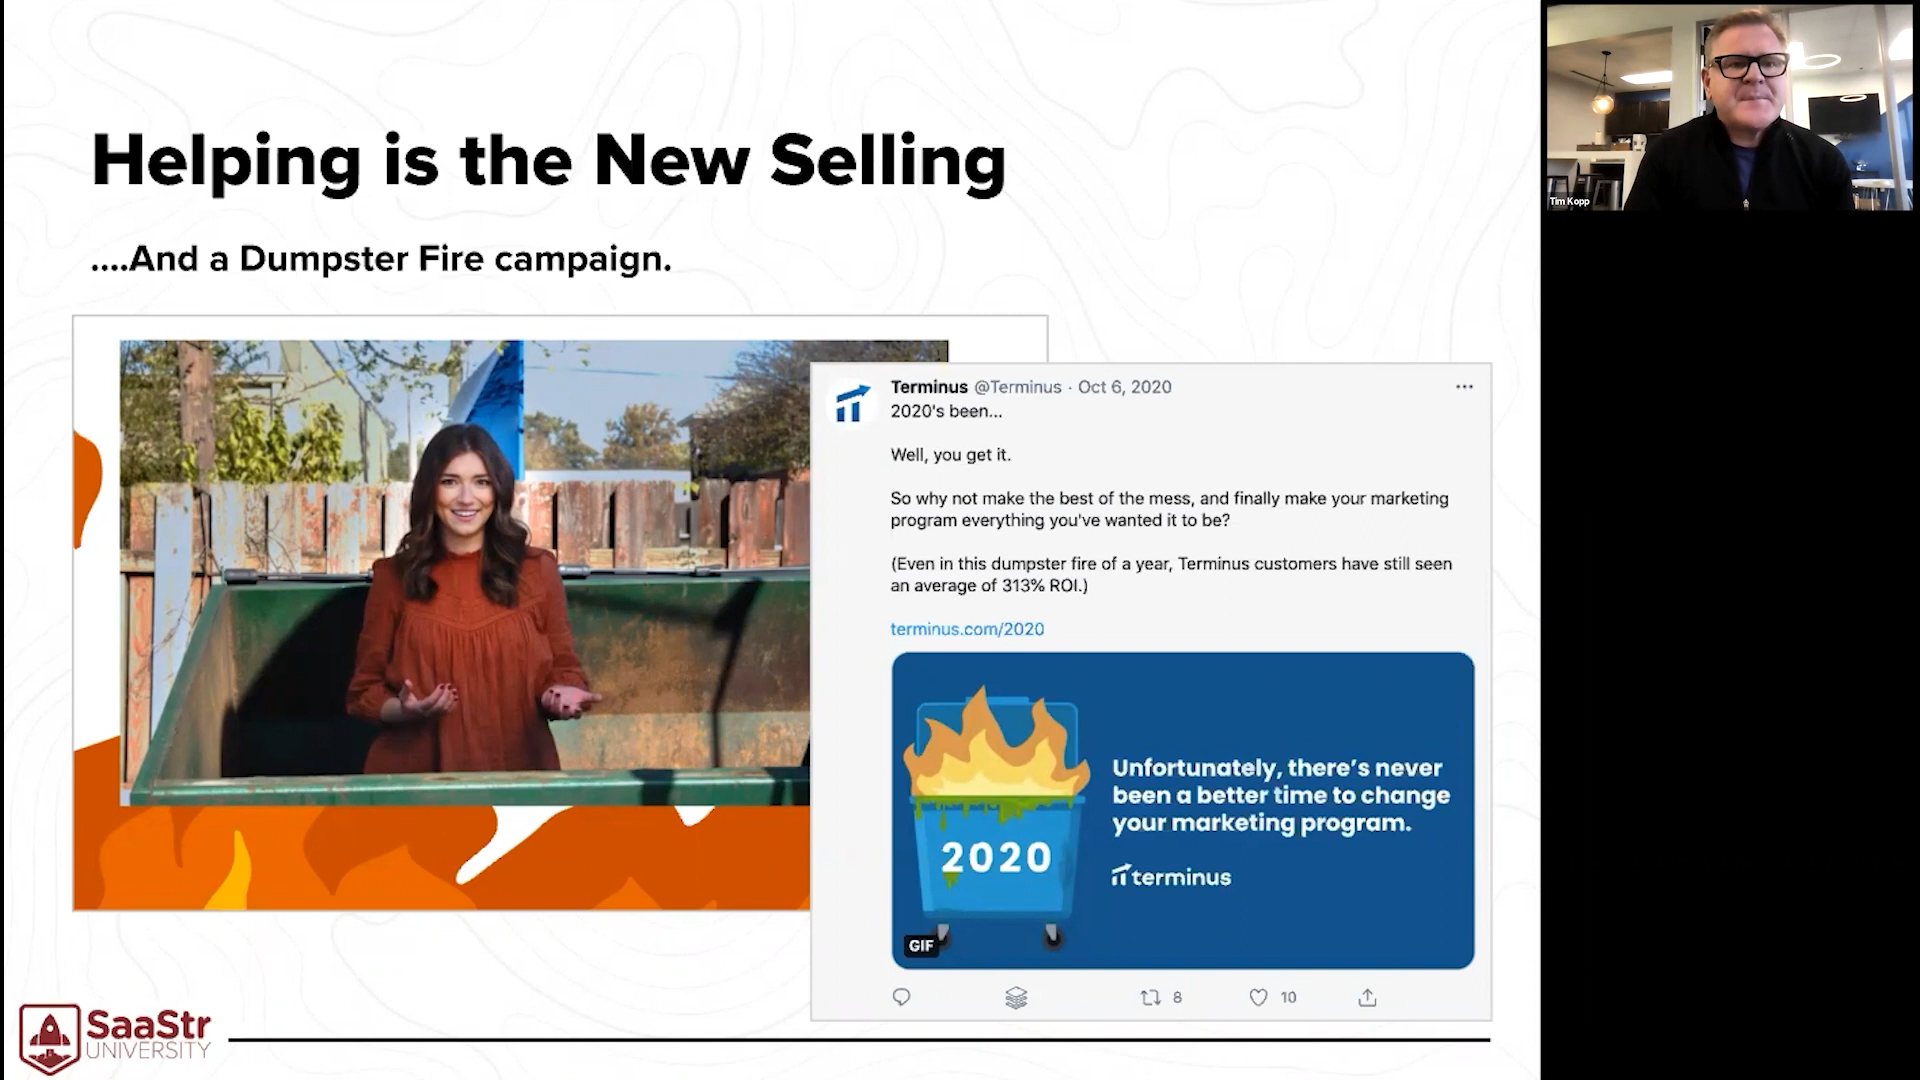 Helping is the New Selling
....And a Dumpster Fire campaign.
Terminus @Terminus · Oct 6, 2020
2020's been...
Well, you get it.
So why not make the best of the mess, and finally make your marketing
program everything you've wanted it to be?
(Even in this dumpster fire of a year, Terminus customers have still seen
an average of 313% ROI.)
terminus.com/2020
2020
Unfortunately, there's never
been a better time to change
your marketing program.
terminus
GIF
8
10
SaaStr
UNIVERSITY
Tim Kopp